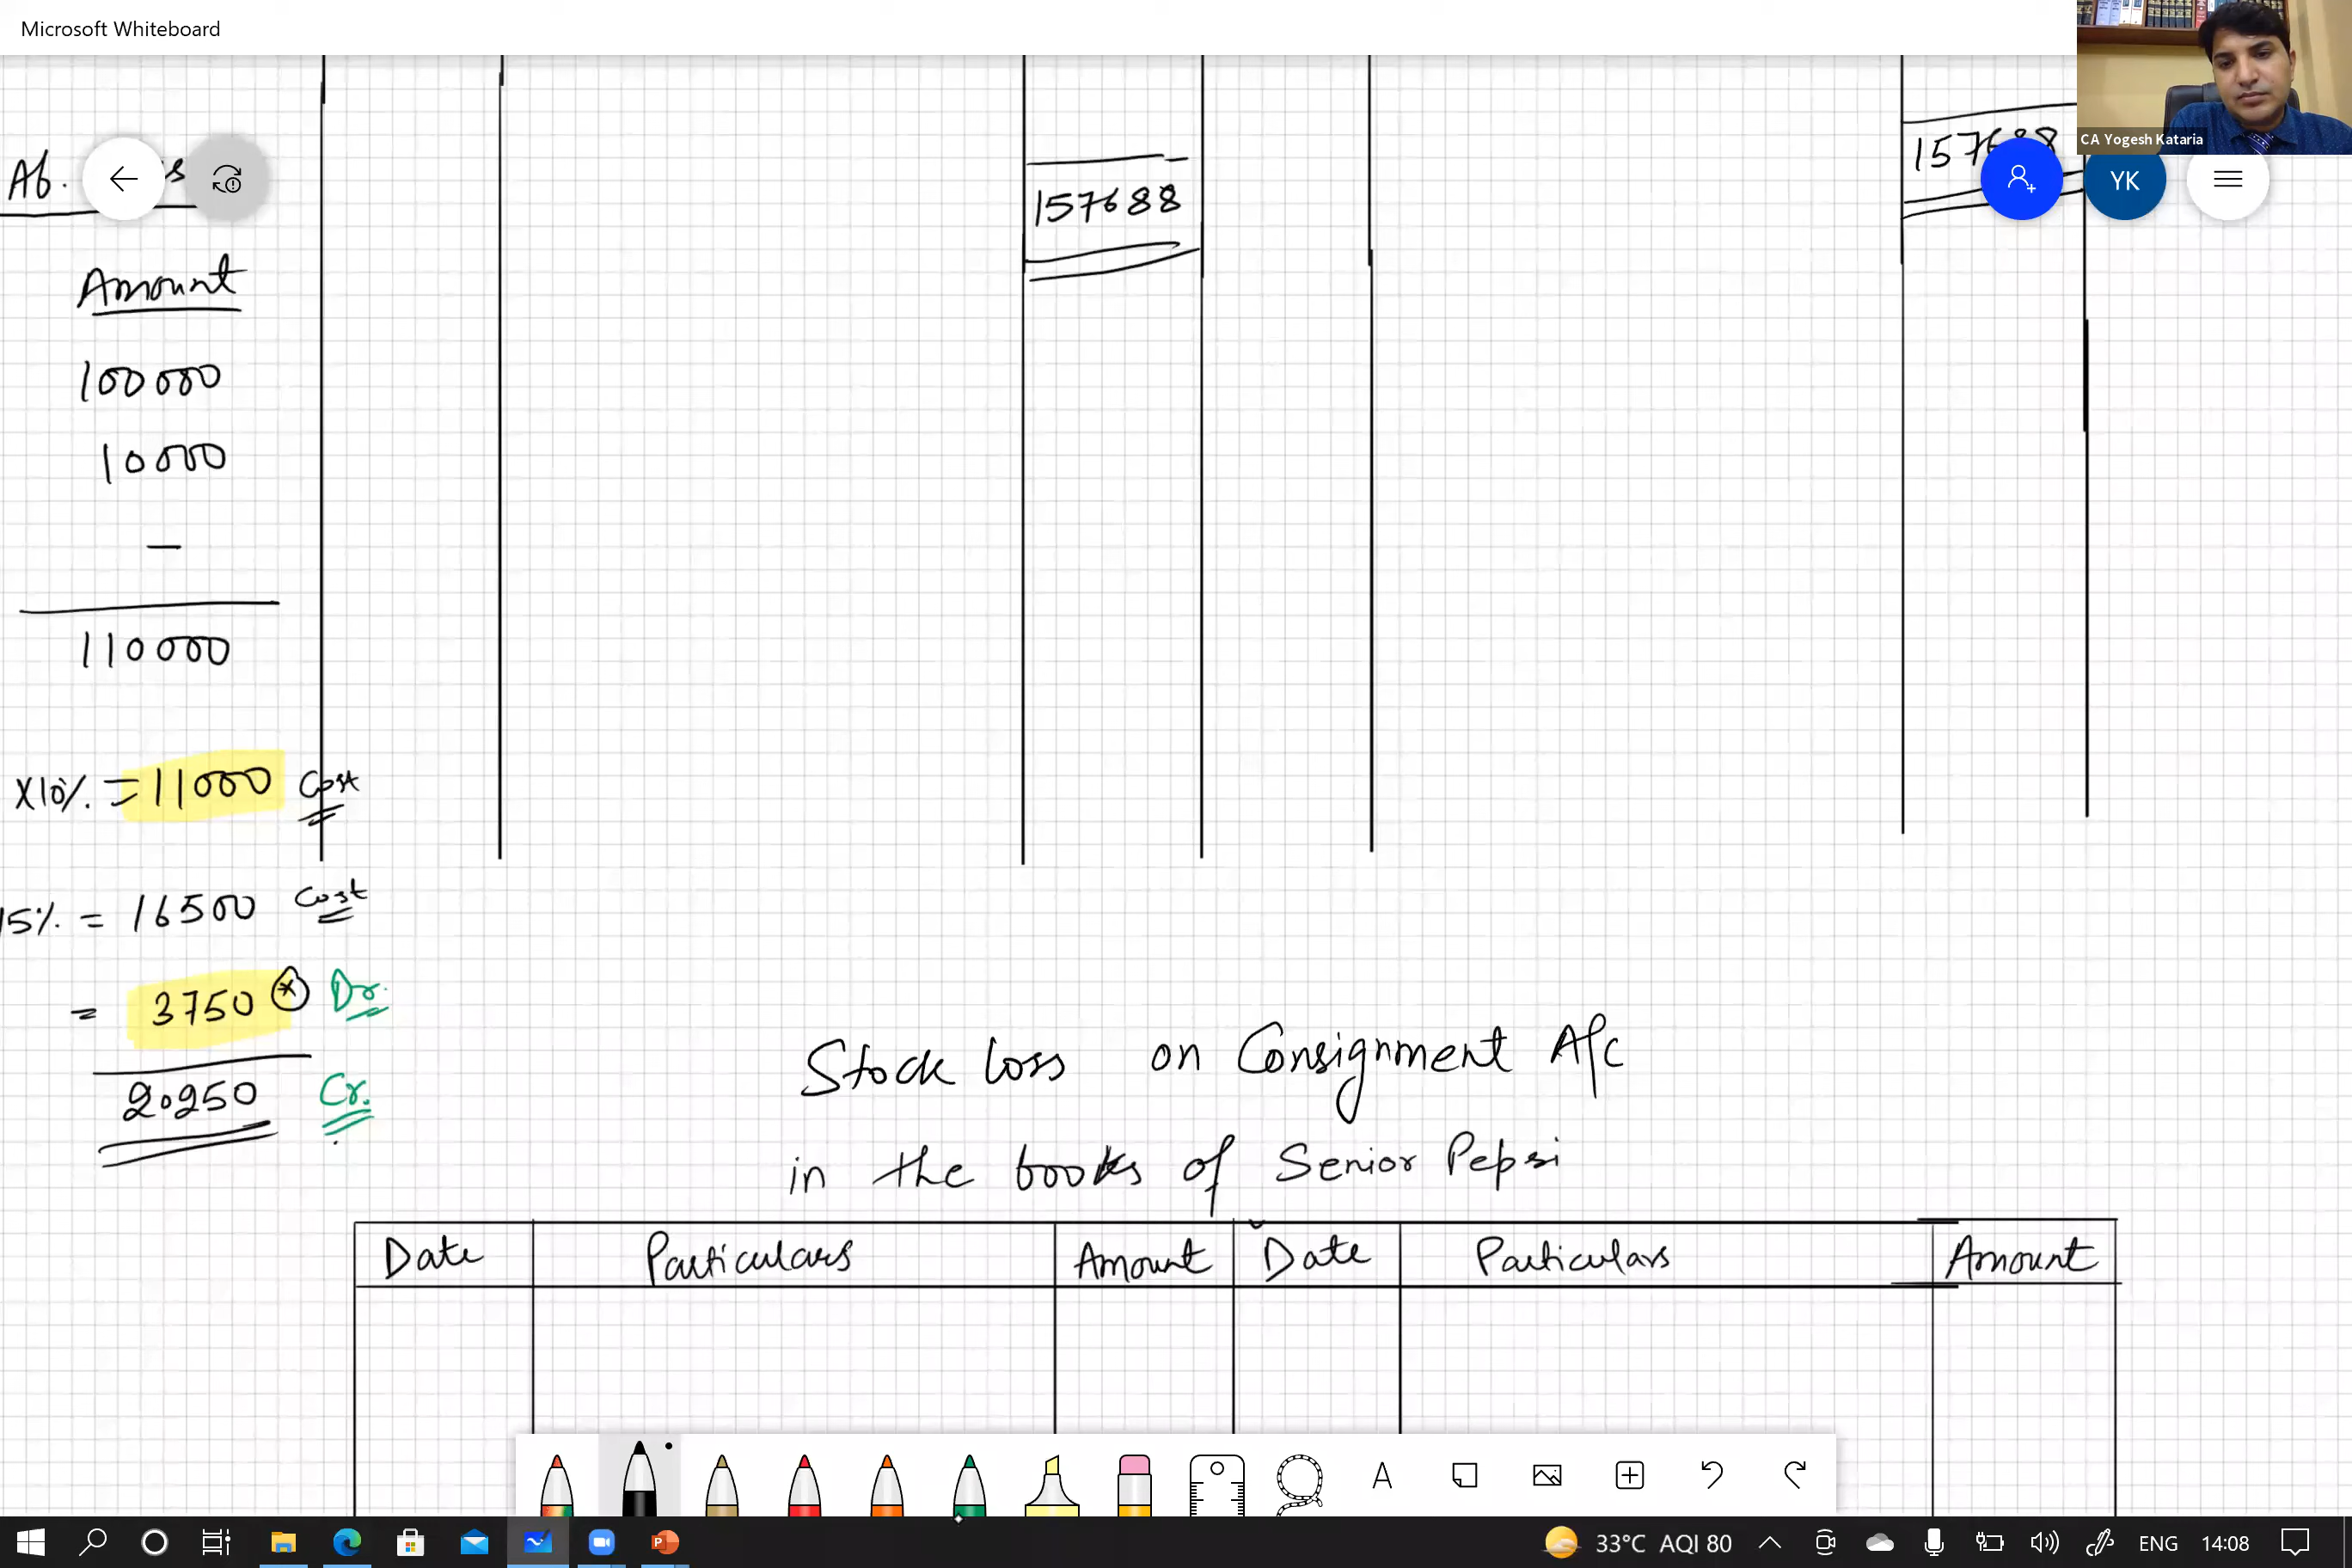 Microsoft Whiteboard
CA Yogesh Kataria
YK
Ab.
157688
Amount
100000
10000
—
110000
X10%. = 11000 Cost
15%. = 16500 Cost
= 3750 * Dr.
20250 Cr.
Stock loss on Consignment A/c
in the books of Senior Pepsi
Date Particulars Amount Date Particulars Amount
33°C AQI 80
ENG
14:08